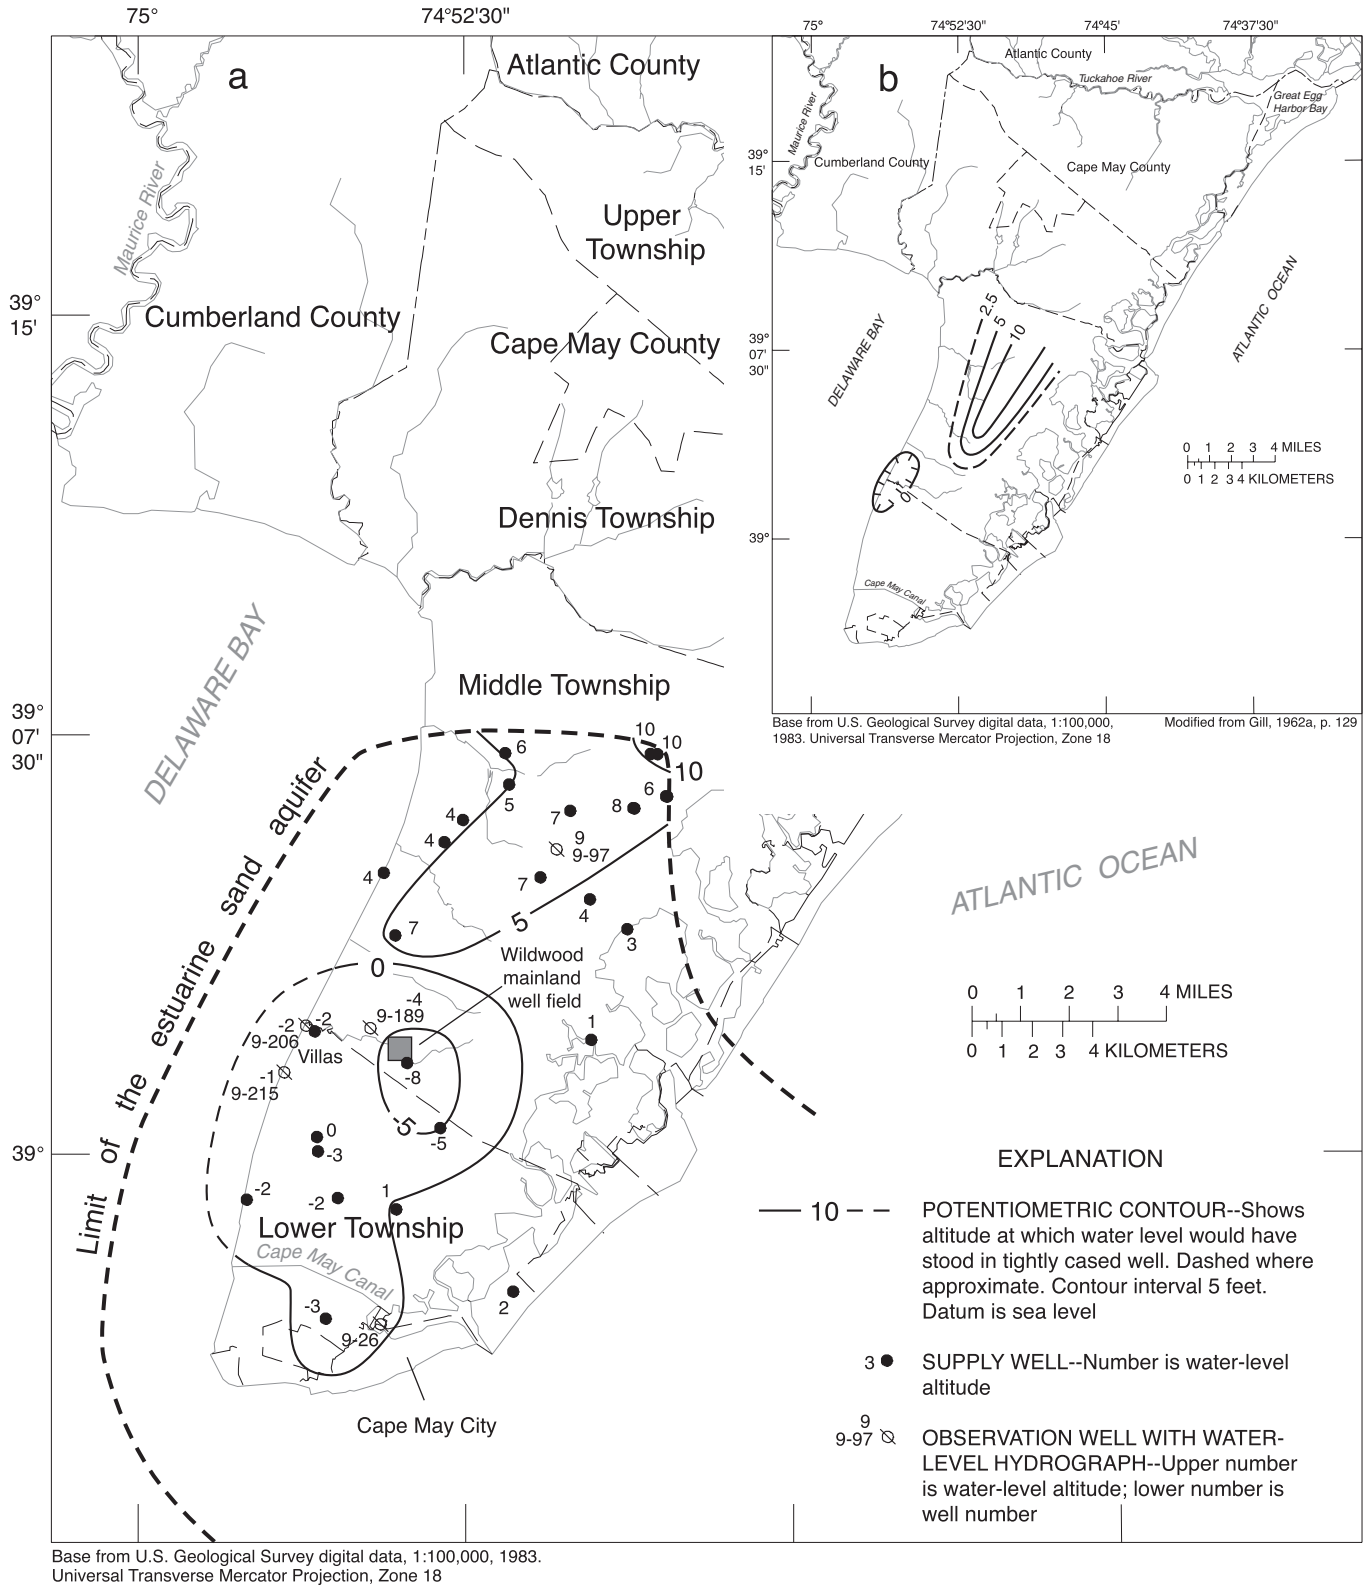 75°
74°52'30"
a
Atlantic County
Maurice River
Upper
Township
39°
15'
Cumberland County
Cape May County
Dennis Township
DELAWARE BAY
Middle Township
39°
07'
30"
Limit of the estuarine sand aquifer
6
10
10
10
5
6
4
7
8
4
9
9-97
4
7
4
5
7
3
0
Wildwood
mainland
well field
-4
9-189
-2
-2
9-206
Villas
1
-1
9-215
-8
-5
-5
0
-3
39°
-2
-2
1
Lower Township
Cape May Canal
-3
9-26
2
Cape May City
Base from U.S. Geological Survey digital data, 1:100,000, 1983.
Universal Transverse Mercator Projection, Zone 18
75°
74°52'30"
74°45'
74°37'30"
b
Atlantic County
Tuckahoe River
Great Egg
Harbor Bay
Maurice River
39°
15'
Cumberland County
Cape May County
ATLANTIC OCEAN
2.5
5
10
DELAWARE BAY
39°
07'
30"
0
0 1 2 3 4 MILES
0 1 2 3 4 KILOMETERS
39°
Cape May Canal
Base from U.S. Geological Survey digital data, 1:100,000,
1983. Universal Transverse Mercator Projection, Zone 18
Modified from Gill, 1962a, p. 129
ATLANTIC OCEAN
0 1 2 3 4 MILES
0 1 2 3 4 KILOMETERS
EXPLANATION
10
POTENTIOMETRIC CONTOUR--Shows
altitude at which water level would have
stood in tightly cased well. Dashed where
approximate. Contour interval 5 feet.
Datum is sea level
3
SUPPLY WELL--Number is water-level
altitude
9
9-97
OBSERVATION WELL WITH WATER-
LEVEL HYDROGRAPH--Upper number
is water-level altitude; lower number is
well number